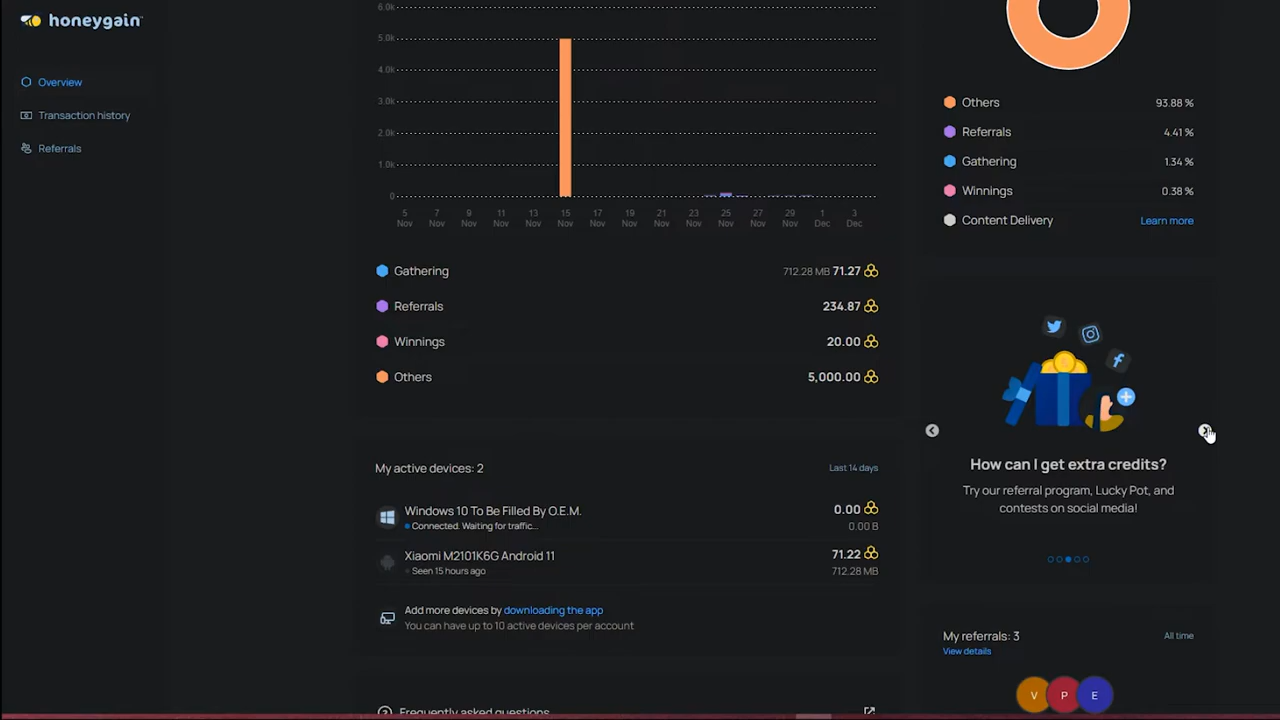 honeygain
Overview
Transaction history
Referrals
6.0k
5.0k
4.0k
3.0k
2.0k
1.0k
0
5 Nov
7 Nov
9 Nov
11 Nov
13 Nov
15 Nov
17 Nov
19 Nov
21 Nov
23 Nov
25 Nov
27 Nov
29 Nov
1 Dec
3 Dec
Gathering 712.28 MB 71.27
Referrals 234.87
Winnings 20.00
Others 5,000.00
My active devices: 2 Last 14 days
Windows 10 To Be Filled By O.E.M. 0.00
Connected. Waiting for traffic... 0.00 B
Xiaomi M2101K6G Android 11 71.22
Seen 15 hours ago 712.28 MB
Add more devices by downloading the app
You can have up to 10 active devices per account
Frequently asked questions
Others 93.88 %
Referrals 4.41 %
Gathering 1.34 %
Winnings 0.38 %
Content Delivery Learn more
How can I get extra credits?
Try our referral program, Lucky Pot, and
contests on social media!
My referrals: 3 All time
View details
V P E